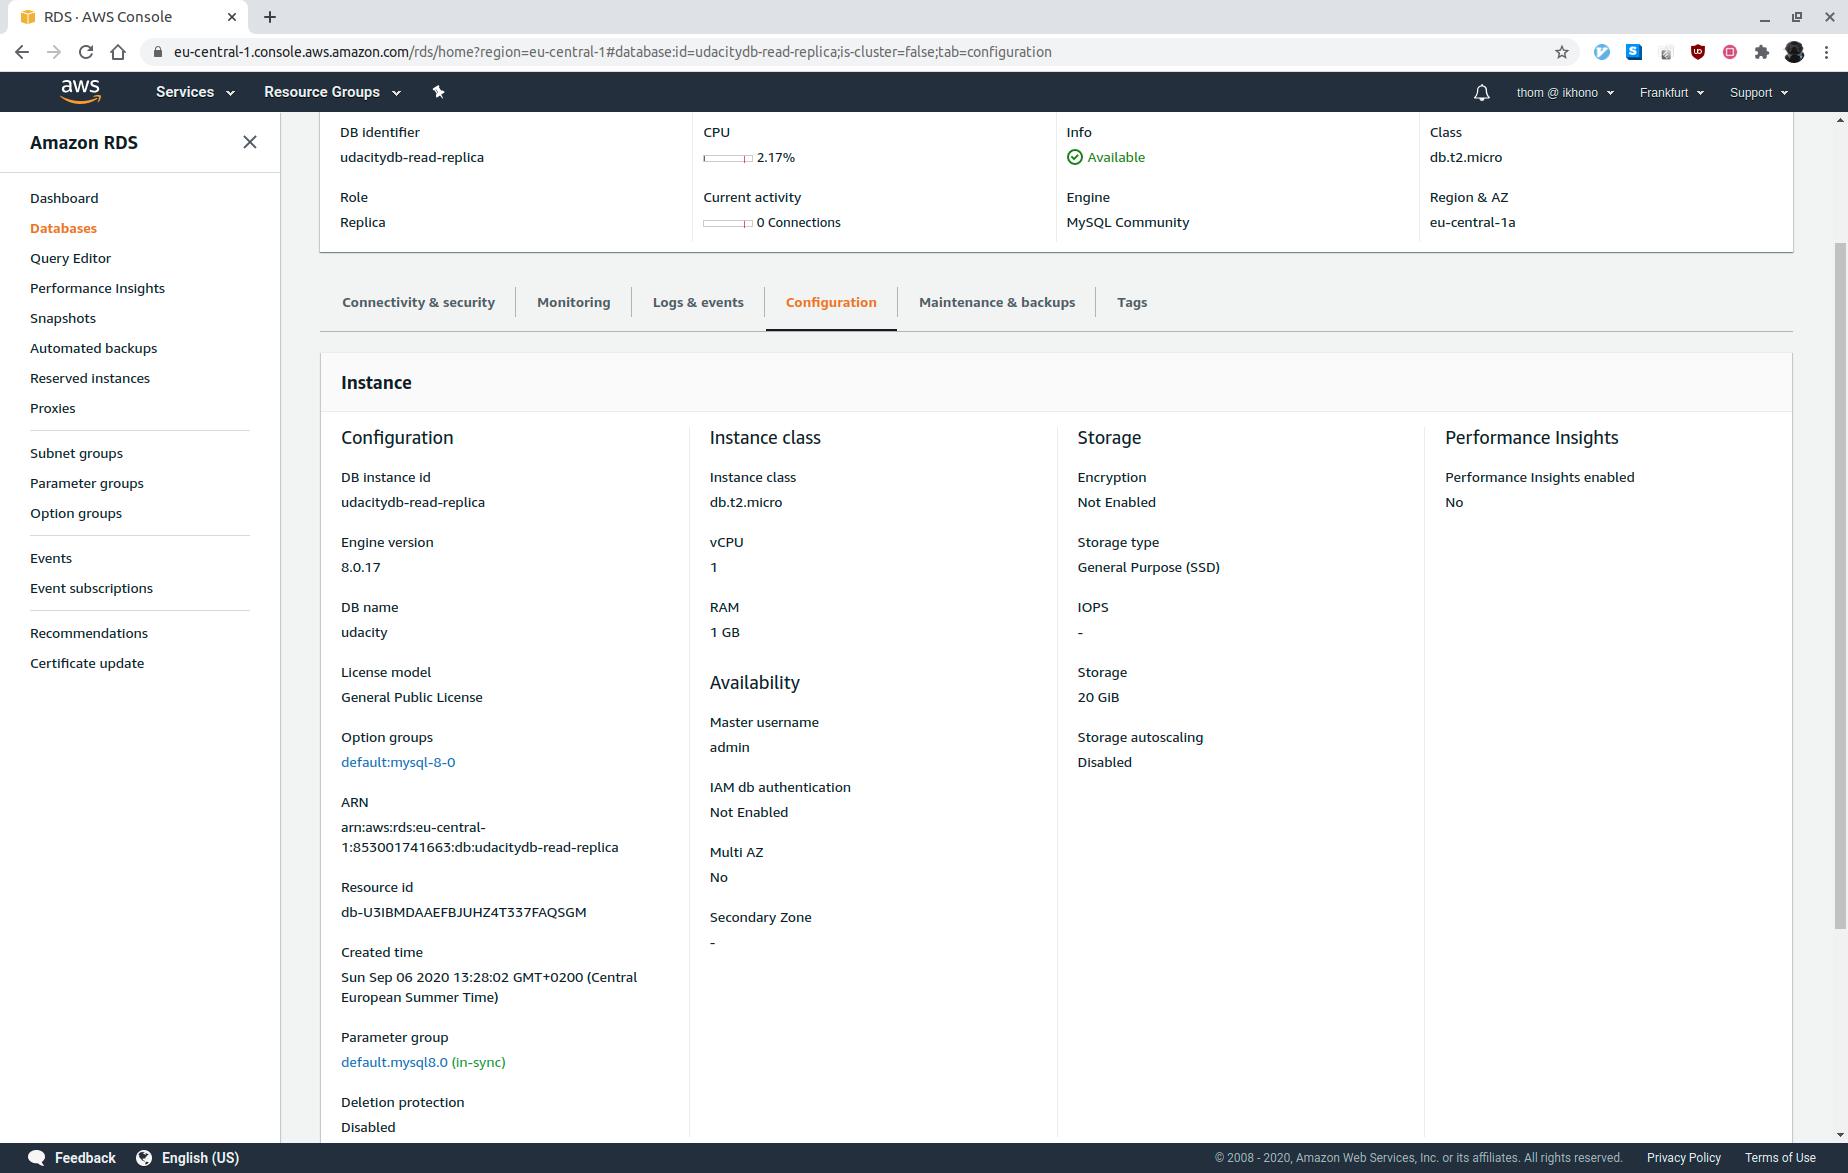 RDS · AWS Console
eu-central-1.console.aws.amazon.com/rds/home?region=eu-central-1#database:id=udacitydb-read-replica;is-cluster=false;tab=configuration
aws
Services
Resource Groups
thom @ ikhono
Frankfurt
Support
Amazon RDS
Dashboard
Databases
Query Editor
Performance Insights
Snapshots
Automated backups
Reserved instances
Proxies
Subnet groups
Parameter groups
Option groups
Events
Event subscriptions
Recommendations
Certificate update
DB identifier
udacitydb-read-replica
Role
Replica
CPU
2.17%
Current activity
0 Connections
Info
Available
Engine
MySQL Community
Class
db.t2.micro
Region & AZ
eu-central-1a
Connectivity & security
Monitoring
Logs & events
Configuration
Maintenance & backups
Tags
Instance
Configuration
DB instance id
udacitydb-read-replica
Engine version
8.0.17
DB name
udacity
License model
General Public License
Option groups
default:mysql-8-0
ARN
arn:aws:rds:eu-central-
1:853001741663:db:udacitydb-read-replica
Resource id
db-U3IBMDAAEFBJUHZ4T337FAQSGM
Created time
Sun Sep 06 2020 13:28:02 GMT+0200 (Central
European Summer Time)
Parameter group
default.mysql8.0 (in-sync)
Deletion protection
Disabled
Instance class
Instance class
db.t2.micro
vCPU
1
RAM
1 GB
Availability
Master username
admin
IAM db authentication
Not Enabled
Multi AZ
No
Secondary Zone
-
Storage
Encryption
Not Enabled
Storage type
General Purpose (SSD)
IOPS
-
Storage
20 GiB
Storage autoscaling
Disabled
Performance Insights
Performance Insights enabled
No
Feedback
English (US)
© 2008 - 2020, Amazon Web Services, Inc. or its affiliates. All rights reserved.
Privacy Policy
Terms of Use